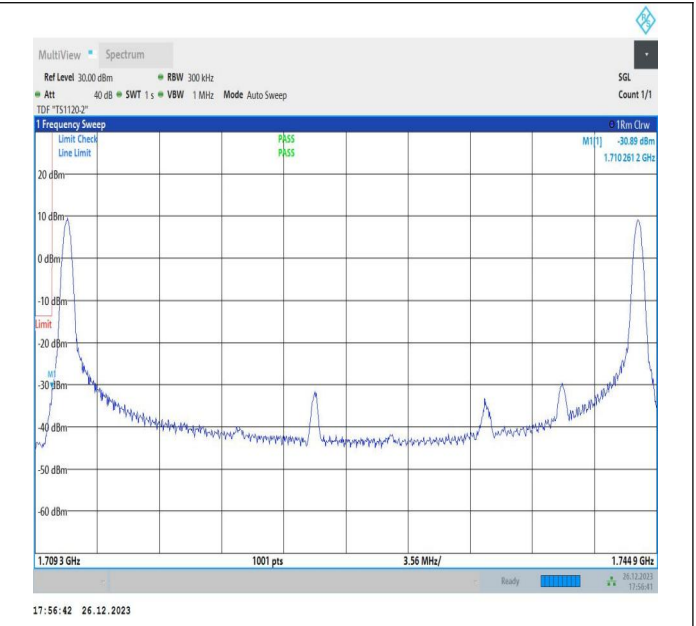 MultiView Spectrum
Ref Level 30.00 dBm RBW 300 kHz SGL
Att 40 dB SWT 1 s VBW 1 MHz Mode Auto Sweep Count 1/1
TDF "TS1120-2"
1 Frequency Sweep 1Rm Clrw
Limit Check PASS M1[1] -30.89 dBm
Line Limit PASS 1.710 261 2 GHz
20 dBm
10 dBm
0 dBm
-10 dBm
Limit
-20 dBm
M1
-30 dBm
-40 dBm
-50 dBm
-60 dBm
1.709 3 GHz 1001 pts 3.56 MHz/ 1.744 9 GHz
Ready 26.12.2023
17:56:41
17:56:42 26.12.2023